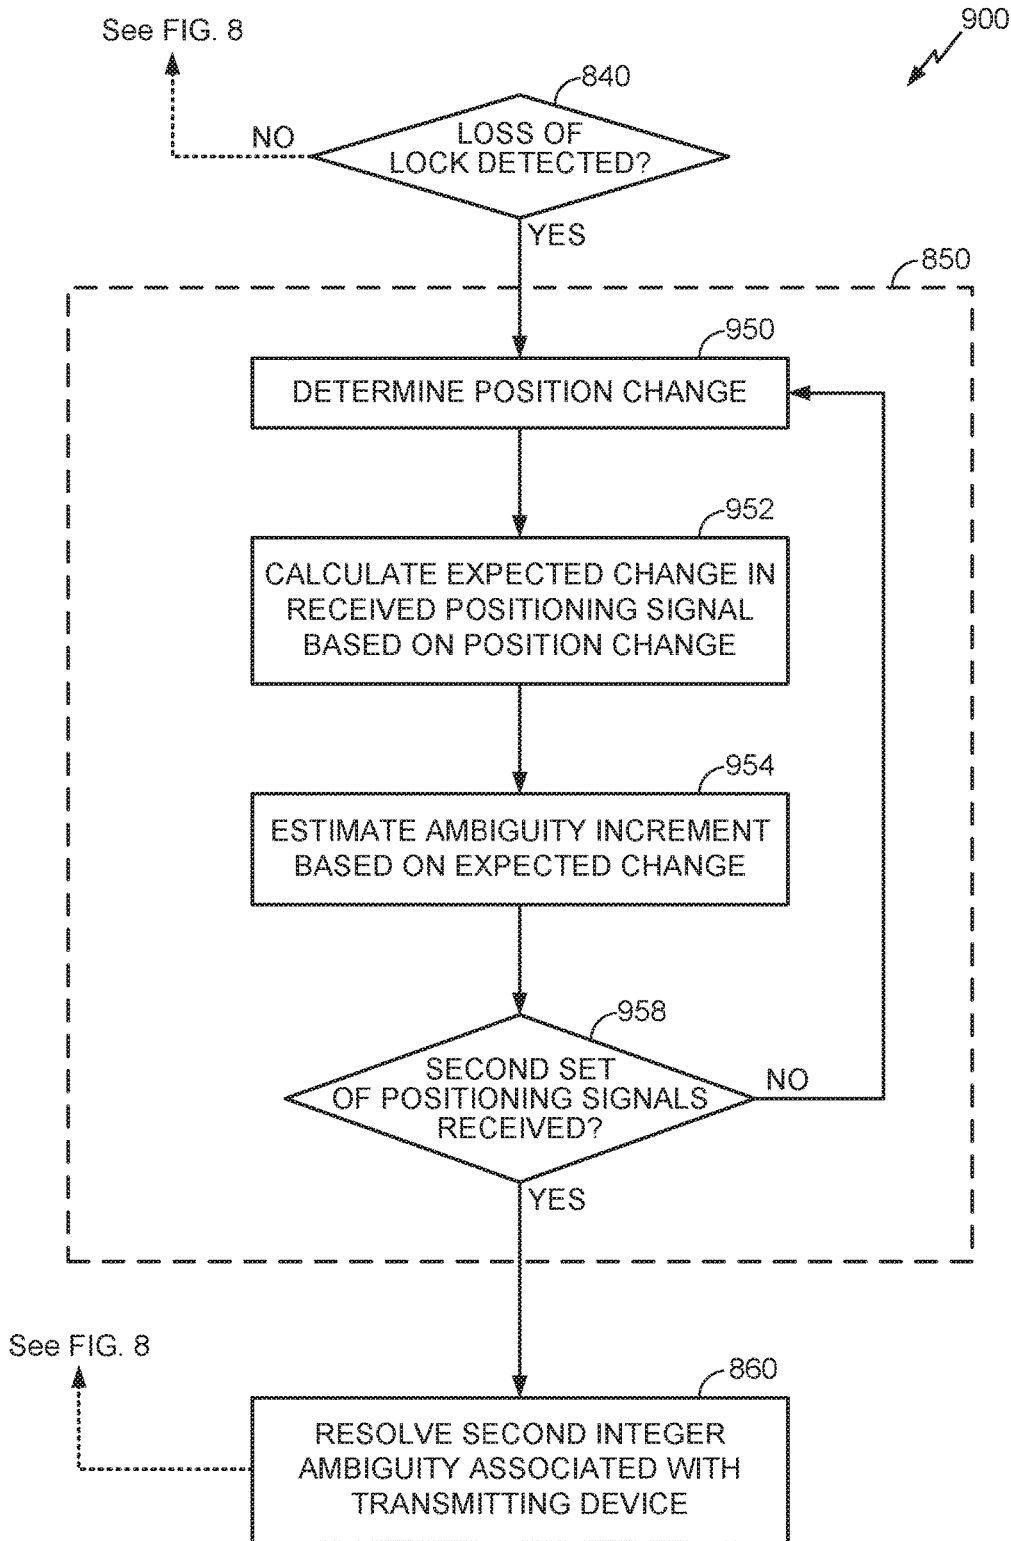 See FIG. 8
900
840
LOSS OF
LOCK DETECTED?
NO
YES
850
950
DETERMINE POSITION CHANGE
952
CALCULATE EXPECTED CHANGE IN
RECEIVED POSITIONING SIGNAL
BASED ON POSITION CHANGE
954
ESTIMATE AMBIGUITY INCREMENT
BASED ON EXPECTED CHANGE
958
SECOND SET
OF POSITIONING SIGNALS
RECEIVED?
NO
YES
See FIG. 8
860
RESOLVE SECOND INTEGER
AMBIGUITY ASSOCIATED WITH
TRANSMITTING DEVICE